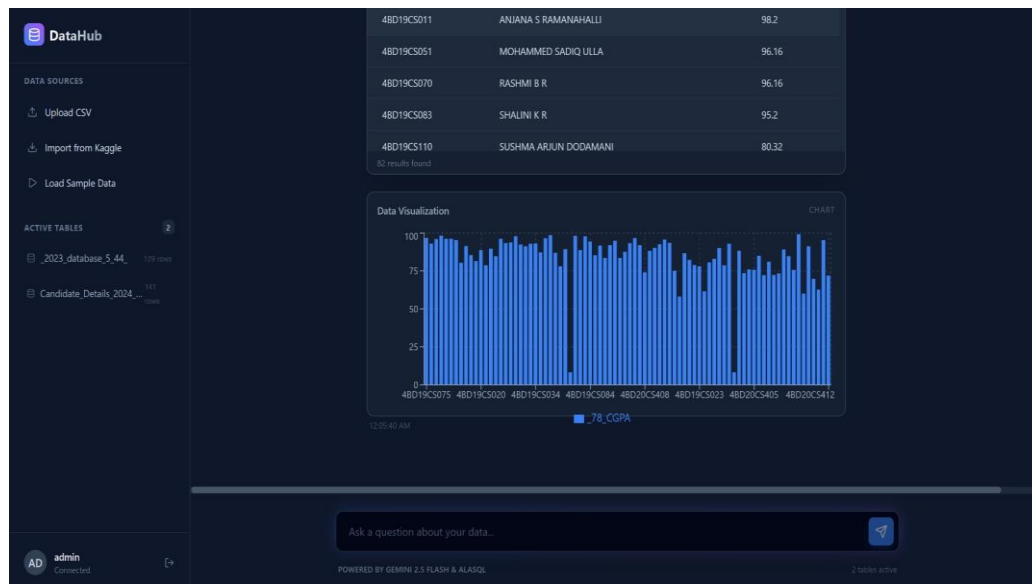 DataHub
DATA SOURCES
Upload CSV
Import from Kaggle
Load Sample Data
ACTIVE TABLES 2
_2023_database_5_44_ 109 rows
Candidate_Details_2024_... 141 rows
admin
AD
Connected
4BD19CS011 ANJANA S RAMANAHALLI 98.2
4BD19CS051 MOHAMMED SADIQ ULLA 96.16
4BD19CS070 RASHMI B R 96.16
4BD19CS083 SHALINI K R 95.2
4BD19CS110 SUSHMA ARJUN DODAMANI 80.32
82 results found
Data Visualization CHART
100
75
50
25
0
4BD19CS075 4BD19CS020 4BD19CS034 4BD19CS084 4BD20CS408 4BD19CS023 4BD20CS405 4BD20CS412
_78_CGPA
12:05:40 AM
Ask a question about your data...
POWERED BY GEMINI 2.5 FLASH & ALASQL 2 tables active